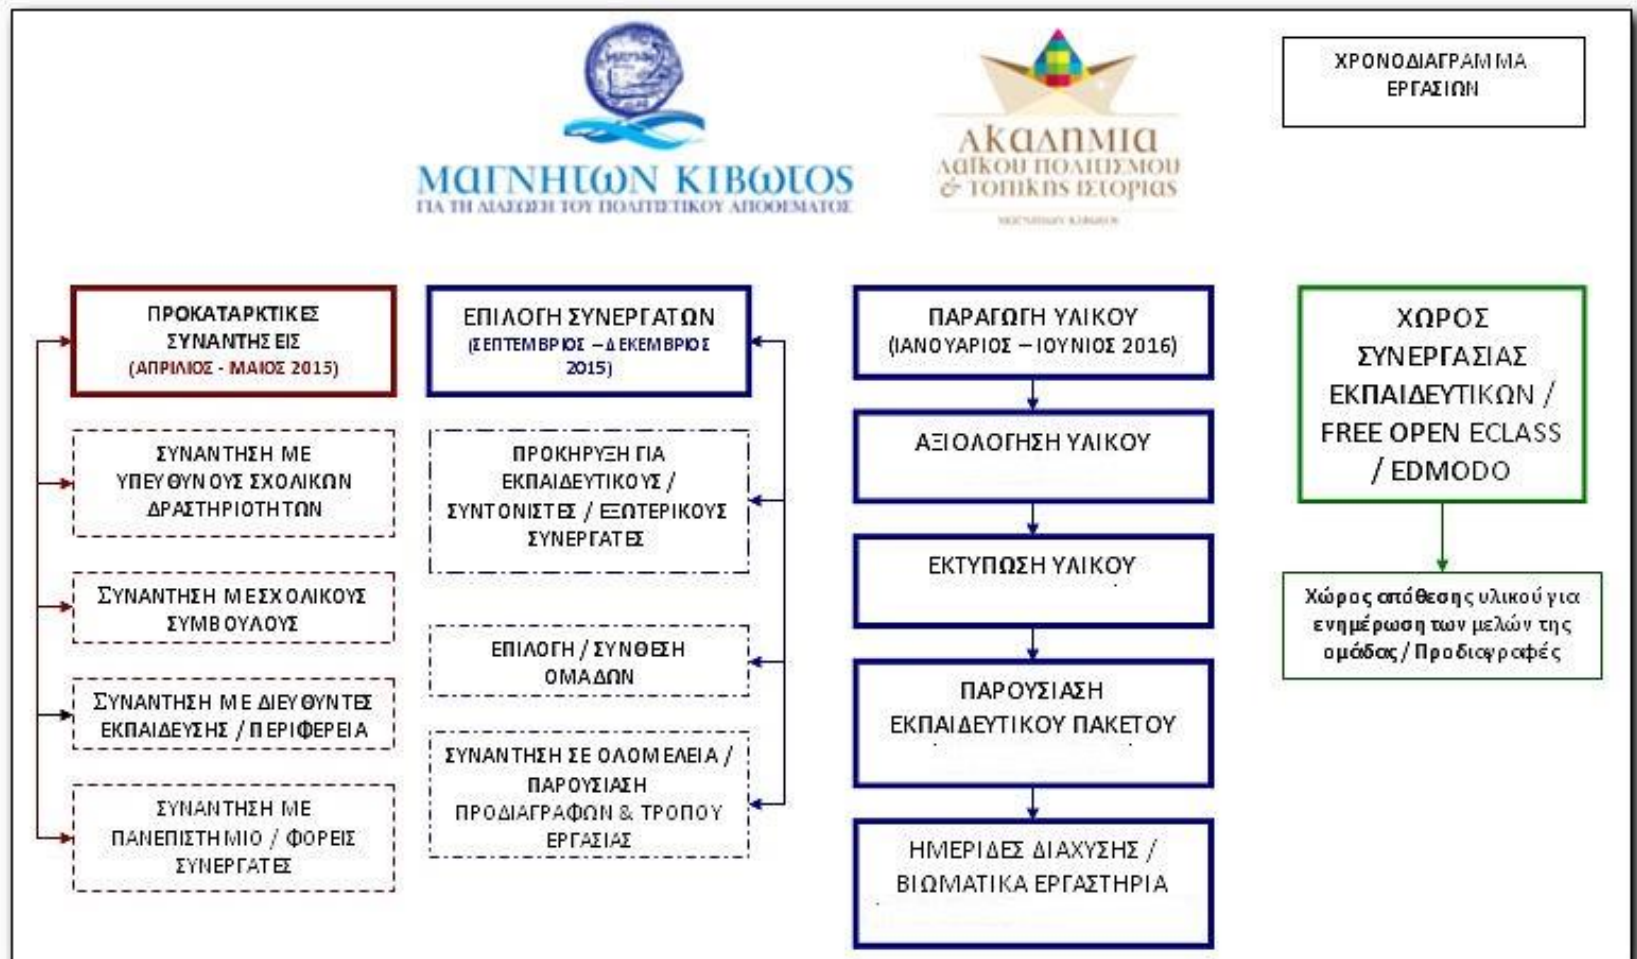 ΜΑΓΝΗΤΩΝ ΚΙΒΩΤΟΣ
ΓΙΑ ΤΗ ΔΙΑΣΩΣΗ ΤΟΥ ΠΟΛΙΤΙΣΤΙΚΟΥ ΑΠΟΘΕΜΑΤΟΣ
ΑΚΑΔΗΜΙΑ
ΛΑΪΚΟΥ ΠΟΛΙΤΙΣΜΟΥ
& ΤΟΠΙΚΗΣ ΙΣΤΟΡΙΑΣ
ΜΑΓΝΗΤΩΝ ΚΙΒΩΤΟΣ
ΧΡΟΝΟΔΙΑΓΡΑΜΜΑ
ΕΡΓΑΣΙΩΝ
ΠΡΟΚΑΤΑΡΚΤΙΚΕΣ
ΣΥΝΑΝΤΗΣΕΙΣ
(ΑΠΡΙΛΙΟΣ - ΜΑΙΟΣ 2015)
ΣΥΝΑΝΤΗΣΗ ΜΕ
ΥΠΕΥΘΥΝΟΥΣ ΣΧΟΛΙΚΩΝ
ΔΡΑΣΤΗΡΙΟΤΗΤΩΝ
ΣΥΝΑΝΤΗΣΗ ΜΕ ΣΧΟΛΙΚΟΥΣ
ΣΥΜΒΟΥΛΟΥΣ
ΣΥΝΑΝΤΗΣΗ ΜΕ ΔΙΕΥΘΥΝΤΕΣ
ΕΚΠΑΙΔΕΥΣΗΣ / ΠΕΡΙΦΕΡΕΙΑ
ΣΥΝΑΝΤΗΣΗ ΜΕ
ΠΑΝΕΠΙΣΤΗΜΙΟ / ΦΟΡΕΙΣ
ΣΥΝΕΡΓΑΤΕΣ
ΕΠΙΛΟΓΗ ΣΥΝΕΡΓΑΤΩΝ
(ΣΕΠΤΕΜΒΡΙΟΣ – ΔΕΚΕΜΒΡΙΟΣ
2015)
ΠΡΟΚΗΡΥΞΗ ΓΙΑ
ΕΚΠΑΙΔΕΥΤΙΚΟΥΣ /
ΣΥΝΤΟΝΙΣΤΕΣ / ΕΞΩΤΕΡΙΚΟΥΣ
ΣΥΝΕΡΓΑΤΕΣ
ΕΠΙΛΟΓΗ / ΣΥΝΘΕΣΗ
ΟΜΑΔΩΝ
ΣΥΝΑΝΤΗΣΗ ΣΕ ΟΛΟΜΕΛΕΙΑ /
ΠΑΡΟΥΣΙΑΣΗ
ΠΡΟΔΙΑΓΡΑΦΩΝ & ΤΡΟΠΟΥ
ΕΡΓΑΣΙΑΣ
ΠΑΡΑΓΩΓΗ ΥΛΙΚΟΥ
(ΙΑΝΟΥΑΡΙΟΣ – ΙΟΥΝΙΟΣ 2016)
ΑΞΙΟΛΟΓΗΣΗ ΥΛΙΚΟΥ
ΕΚΤΥΠΩΣΗ ΥΛΙΚΟΥ
ΠΑΡΟΥΣΙΑΣΗ
ΕΚΠΑΙΔΕΥΤΙΚΟΥ ΠΑΚΕΤΟΥ
ΗΜΕΡΙΔΕΣ ΔΙΑΧΥΣΗΣ /
ΒΙΩΜΑΤΙΚΑ ΕΡΓΑΣΤΗΡΙΑ
ΧΩΡΟΣ
ΣΥΝΕΡΓΑΣΙΑΣ
ΕΚΠΑΙΔΕΥΤΙΚΩΝ /
FREE OPEN ECLASS
/ EDMODO
Χώρος απόθεσης υλικού για
ενημέρωση των μελών της
ομάδας / Προδιαγραφές